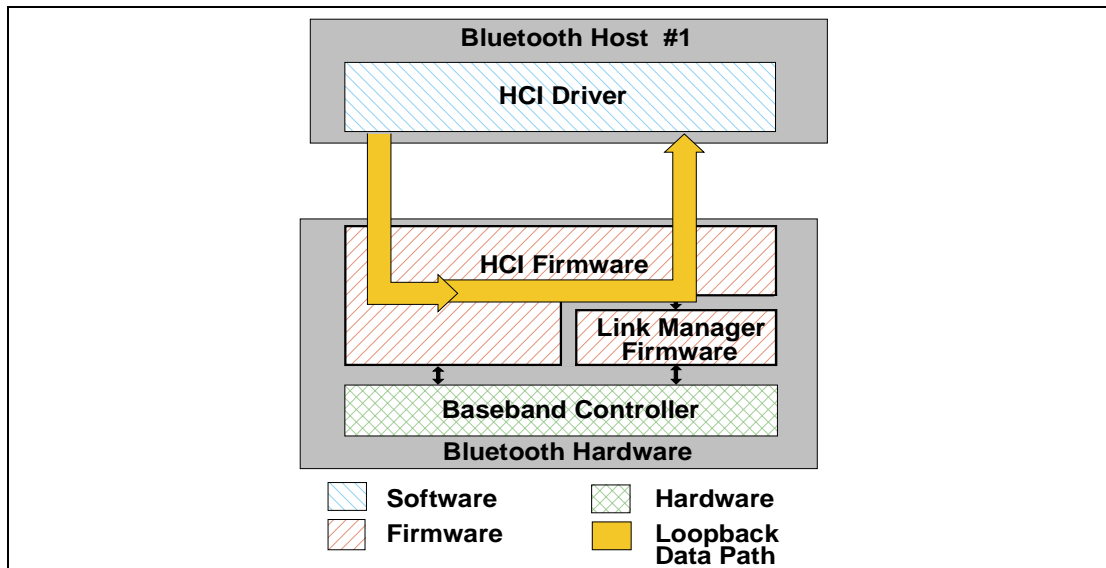 Bluetooth Host #1
HCI Driver
HCI Firmware
Link Manager
Firmware
Baseband Controller
Bluetooth Hardware
Software
Hardware
Firmware
Loopback
Data Path